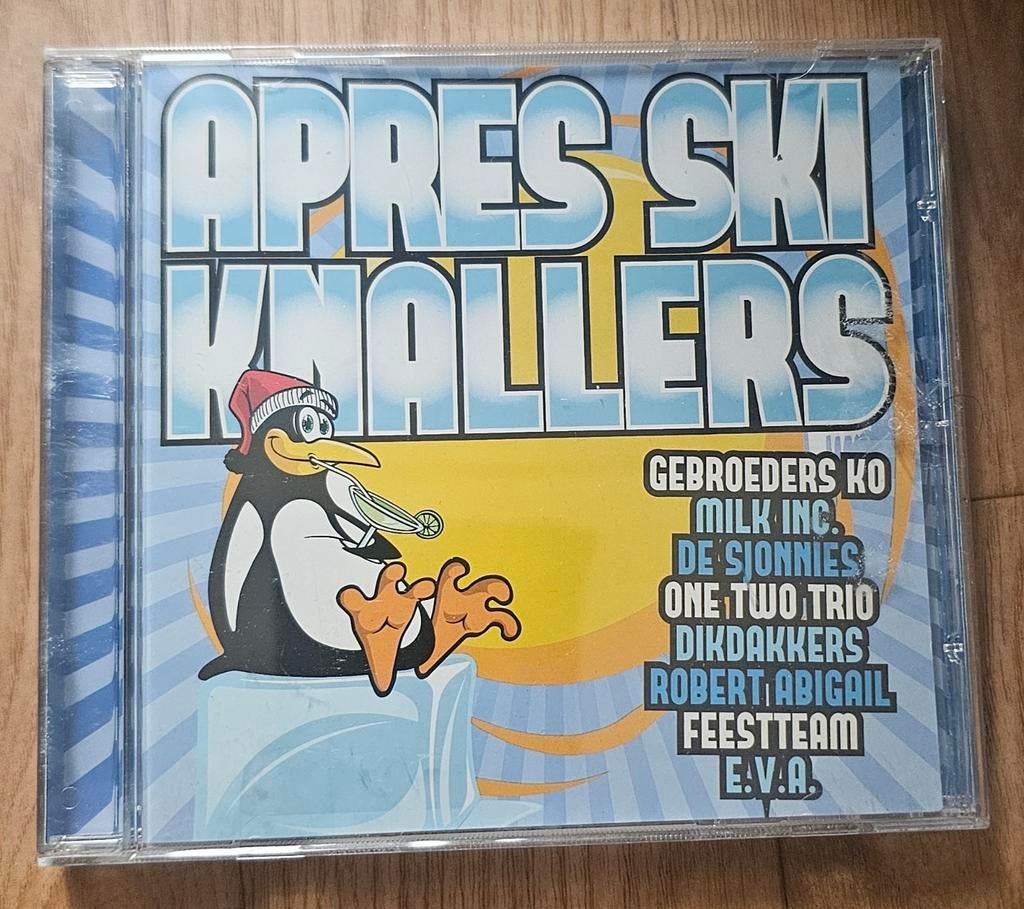 APRES SKI
KNALLERS
GEBROEDERS KO
MILK INC.
DE SJONNIES
ONE TWO TRIO
DIKDAKKERS
ROBERT ABIGAIL
FEESTTEAM
E.V.A.